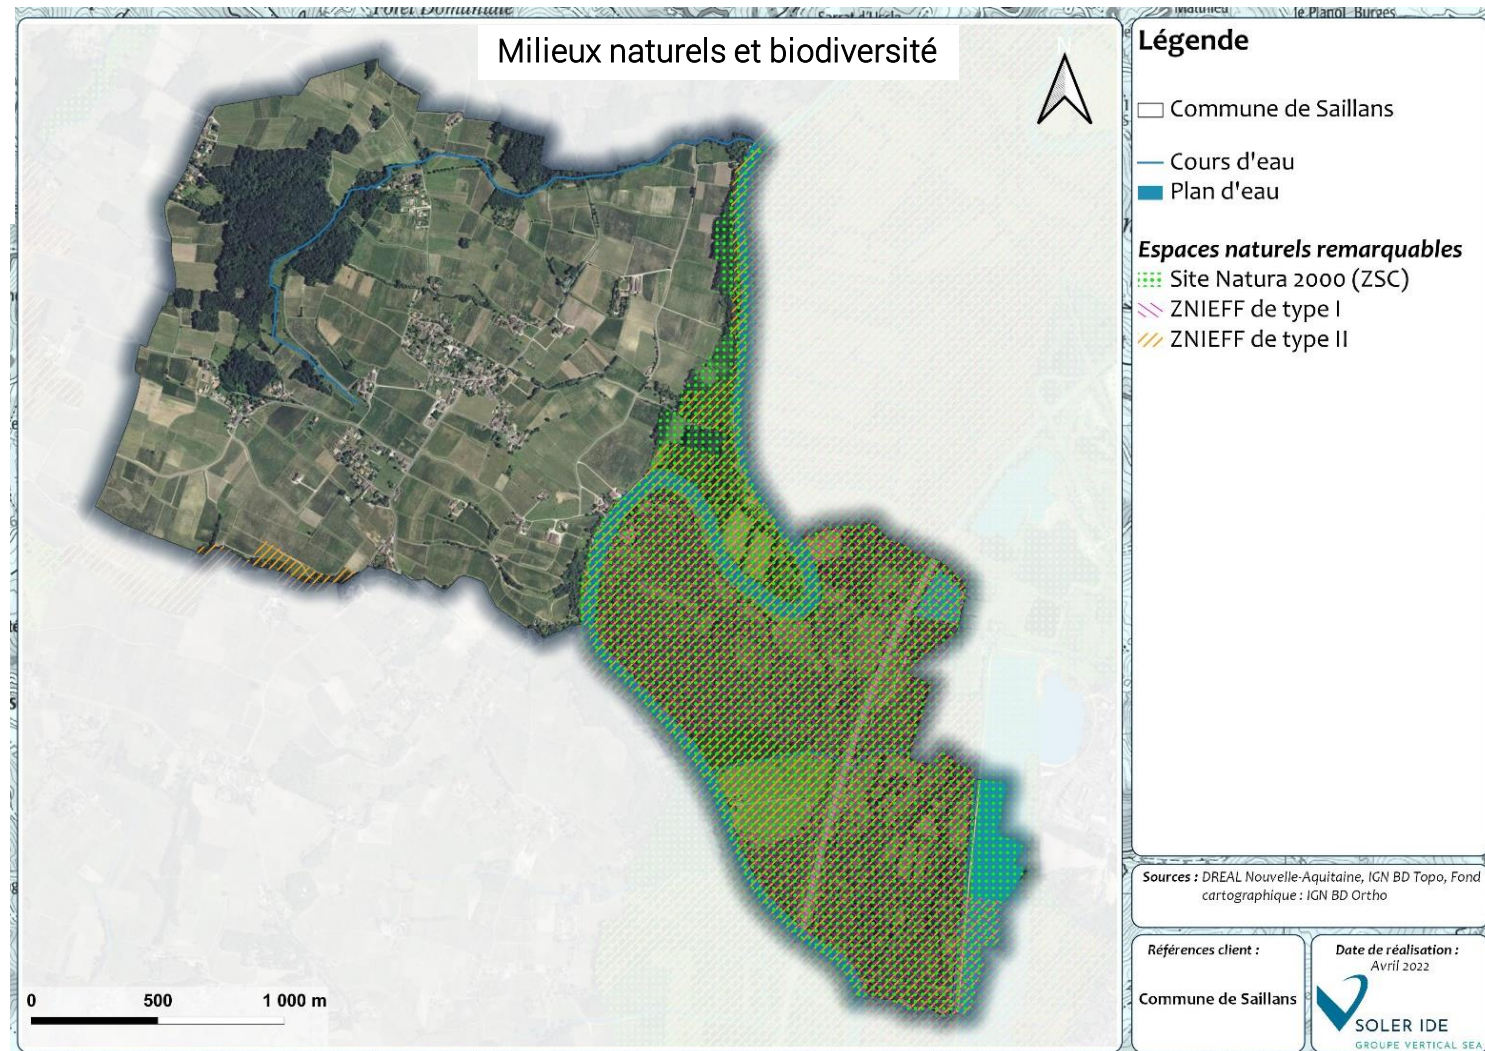 Forêt Domaniale
Milieux naturels et biodiversité
N
Légende
Commune de Saillans
Cours d'eau
Plan d'eau
Espaces naturels remarquables
Site Natura 2000 (ZSC)
ZNIEFF de type I
ZNIEFF de type II
Sources : DREAL Nouvelle-Aquitaine, IGN BD Topo, Fond
cartographique : IGN BD Ortho
Références client :
Commune de Saillans
Date de réalisation :
Avril 2022
SOLER IDE
GROUPE VERTICAL SEA
0 500 1 000 m